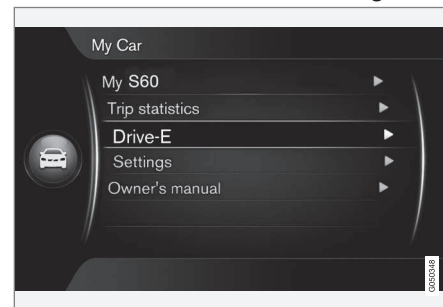 My Car
My S60
Trip statistics
Drive-E
Settings
Owner's manual
G050348